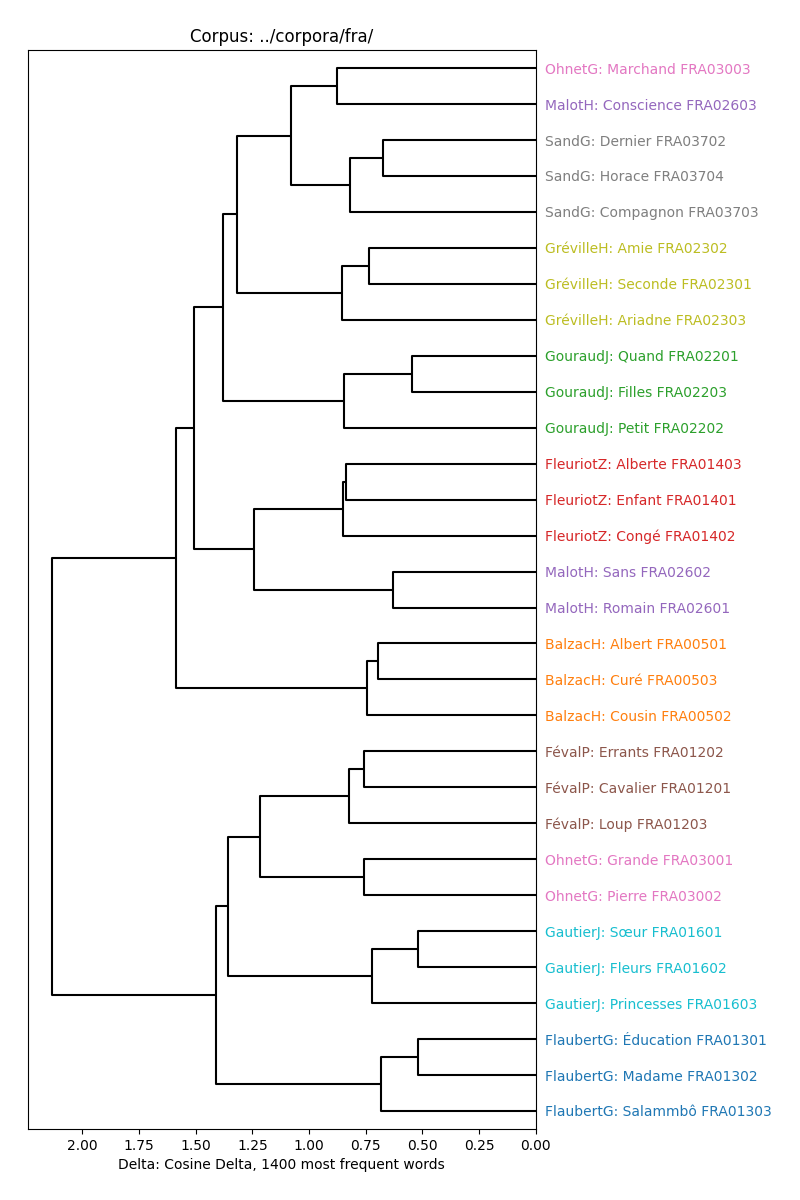 Corpus: ../corpora/fra/
OhnetG: Marchand FRA03003
MalotH: Conscience FRA02603
SandG: Dernier FRA03702
SandG: Horace FRA03704
SandG: Compagnon FRA03703
GrévilleH: Amie FRA02302
GrévilleH: Seconde FRA02301
GrévilleH: Ariadne FRA02303
GouraudJ: Quand FRA02201
GouraudJ: Filles FRA02203
GouraudJ: Petit FRA02202
FleuriotZ: Alberte FRA01403
FleuriotZ: Enfant FRA01401
FleuriotZ: Congé FRA01402
MalotH: Sans FRA02602
MalotH: Romain FRA02601
BalzacH: Albert FRA00501
BalzacH: Curé FRA00503
BalzacH: Cousin FRA00502
FévalP: Errants FRA01202
FévalP: Cavalier FRA01201
FévalP: Loup FRA01203
OhnetG: Grande FRA03001
OhnetG: Pierre FRA03002
GautierJ: Sœur FRA01601
GautierJ: Fleurs FRA01602
GautierJ: Princesses FRA01603
FlaubertG: Éducation FRA01301
FlaubertG: Madame FRA01302
FlaubertG: Salammbô FRA01303
2.00 1.75 1.50 1.25 1.00 0.75 0.50 0.25 0.00
Delta: Cosine Delta, 1400 most frequent words